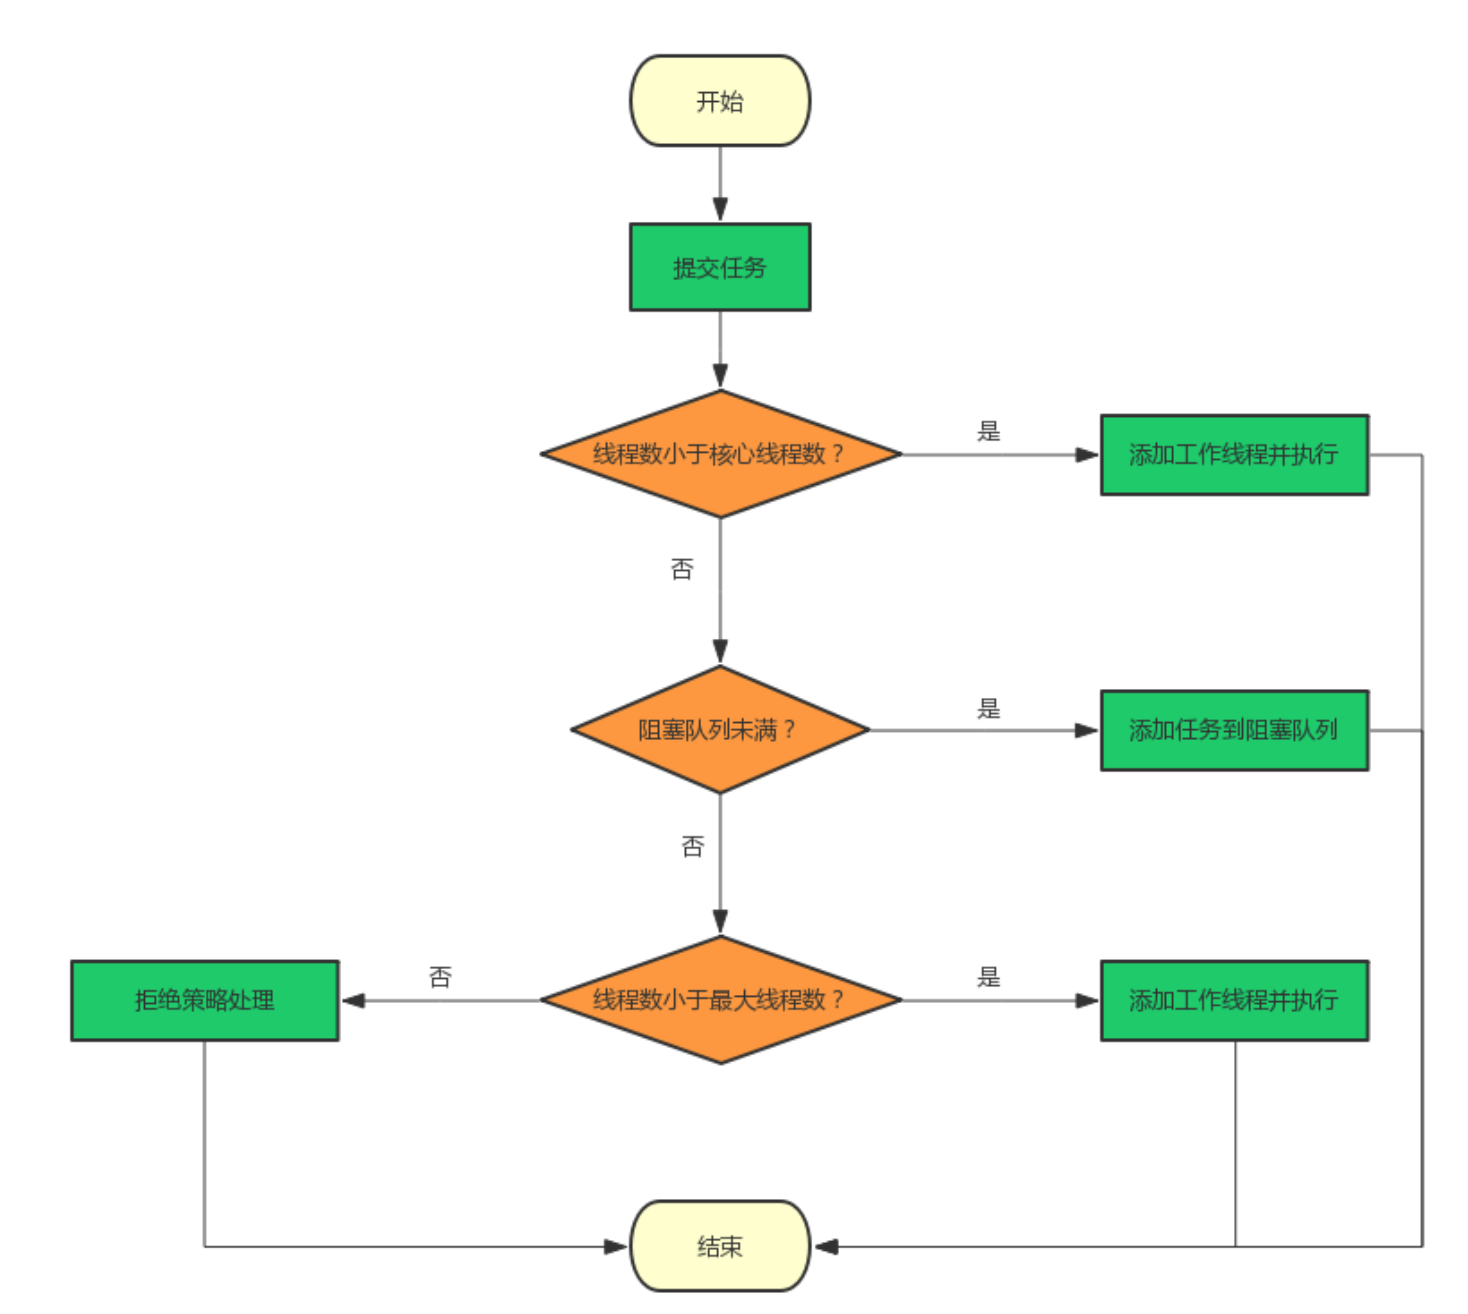 开始
提交任务
线程数小于核心线程数？
是
添加工作线程并执行
否
阻塞队列未满？
是
添加任务到阻塞队列
否
拒绝策略处理
否
线程数小于最大线程数？
是
添加工作线程并执行
结束